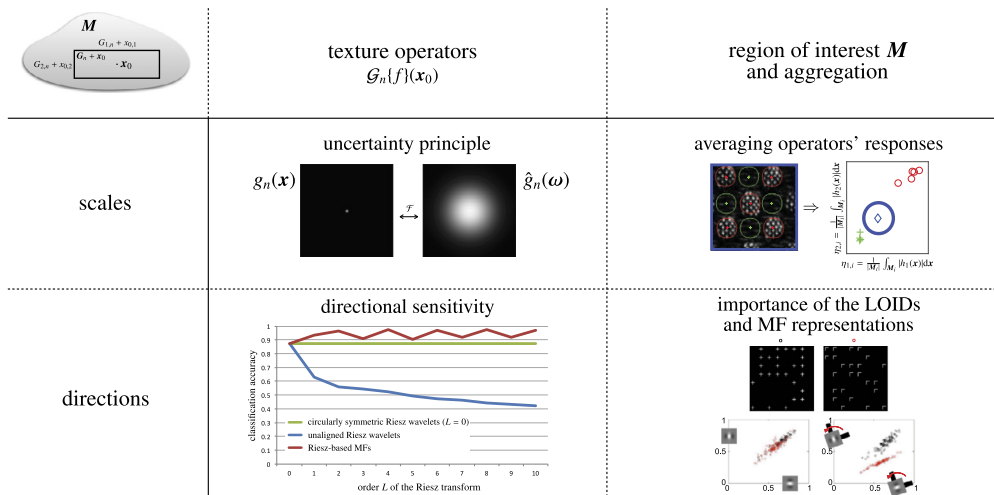 M
G1,n + x0,1
Gn + x0
G2,n + x0,2
· x0
texture operators
𝒢n{f}(x0)
region of interest M
and aggregation
scales
uncertainty principle
gn(x)
ℱ
↔
ĝn(ω)
averaging operators' responses
⇒
η2,i = 1/|Mi| ∫Mi |h2(x)|dx
η1,i = 1/|Mi| ∫Mi |h1(x)|dx
directions
directional sensitivity
classification accuracy
1
0.9
0.8
0.7
0.6
0.5
0.4
0.3
0.2
0.1
0
circularly symmetric Riesz wavelets (L = 0)
unaligned Riesz wavelets
Riesz-based MFs
0 1 2 3 4 5 6 7 8 9 10
order L of the Riesz transform
importance of the LOIDs
and MF representations
1
0.5
0
0.5
1
1
0.5
0
0.5
1